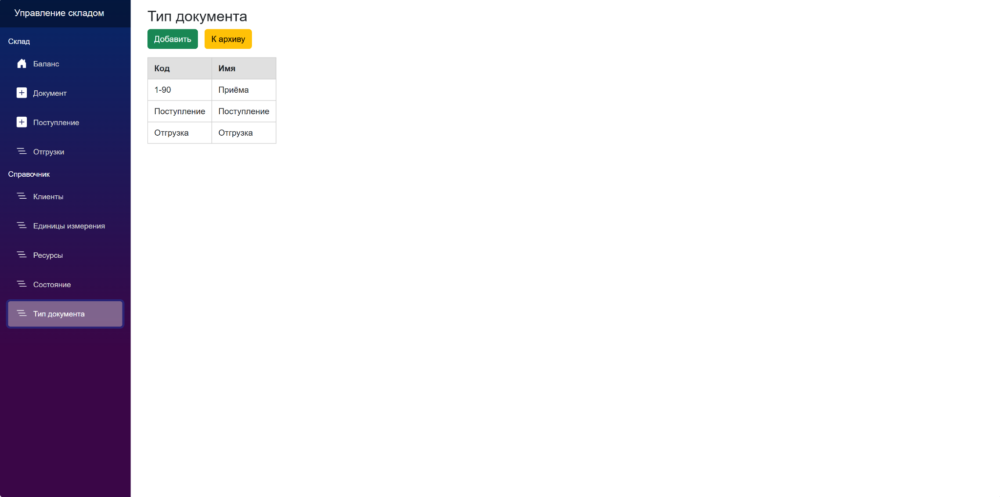 Управление складом
Склад
Баланс
Документ
Поступление
Отгрузки
Справочник
Клиенты
Единицы измерения
Ресурсы
Состояние
Тип документа
Тип документа
Добавить К архиву
Код Имя
1-90 Приёма
Поступление Поступление
Отгрузка Отгрузка